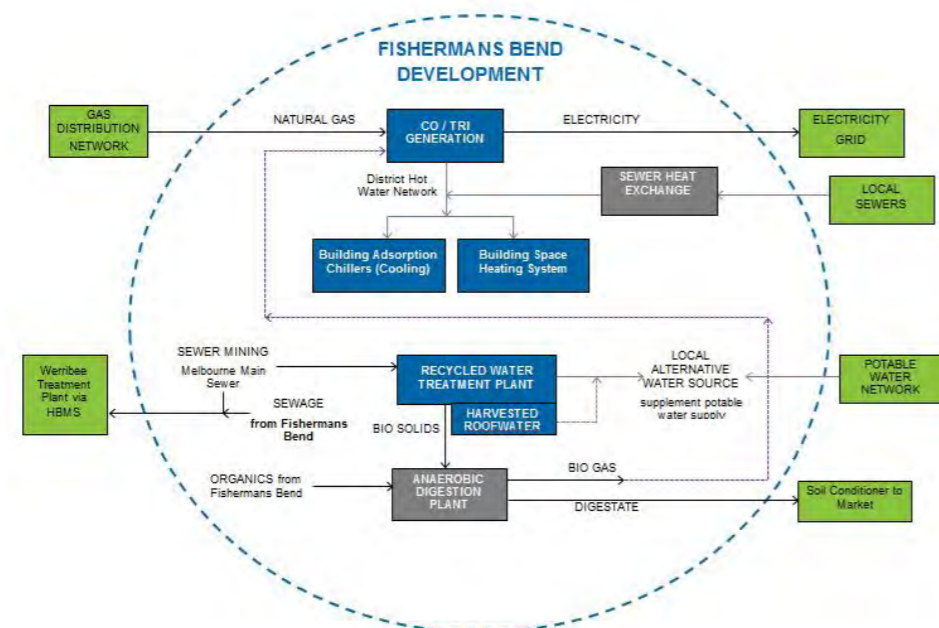 FISHERMANS BEND
DEVELOPMENT
GAS
DISTRIBUTION
NETWORK
NATURAL GAS
CO / TRI
GENERATION
ELECTRICITY
ELECTRICITY
GRID
District Hot
Water Network
SEWER HEAT
EXCHANGE
LOCAL
SEWERS
Building Adsorption
Chillers (Cooling)
Building Space
Heating System
SEWER MINING
Melbourne Main
Sewer
Werribee
Treatment
Plant via
HBMS
SEWAGE
from Fishermans
Bend
RECYCLED WATER
TREATMENT PLANT
HARVESTED
ROOFWATER
LOCAL
ALTERNATIVE
WATER SOURCE
supplement potable
water supply
POTABLE
WATER
NETWORK
BIO SOLIDS
ORGANICS from
Fishermans Bend
ANAEROBIC
DIGESTION
PLANT
BIO GAS
DIGESTATE
Soil Conditioner to
Market